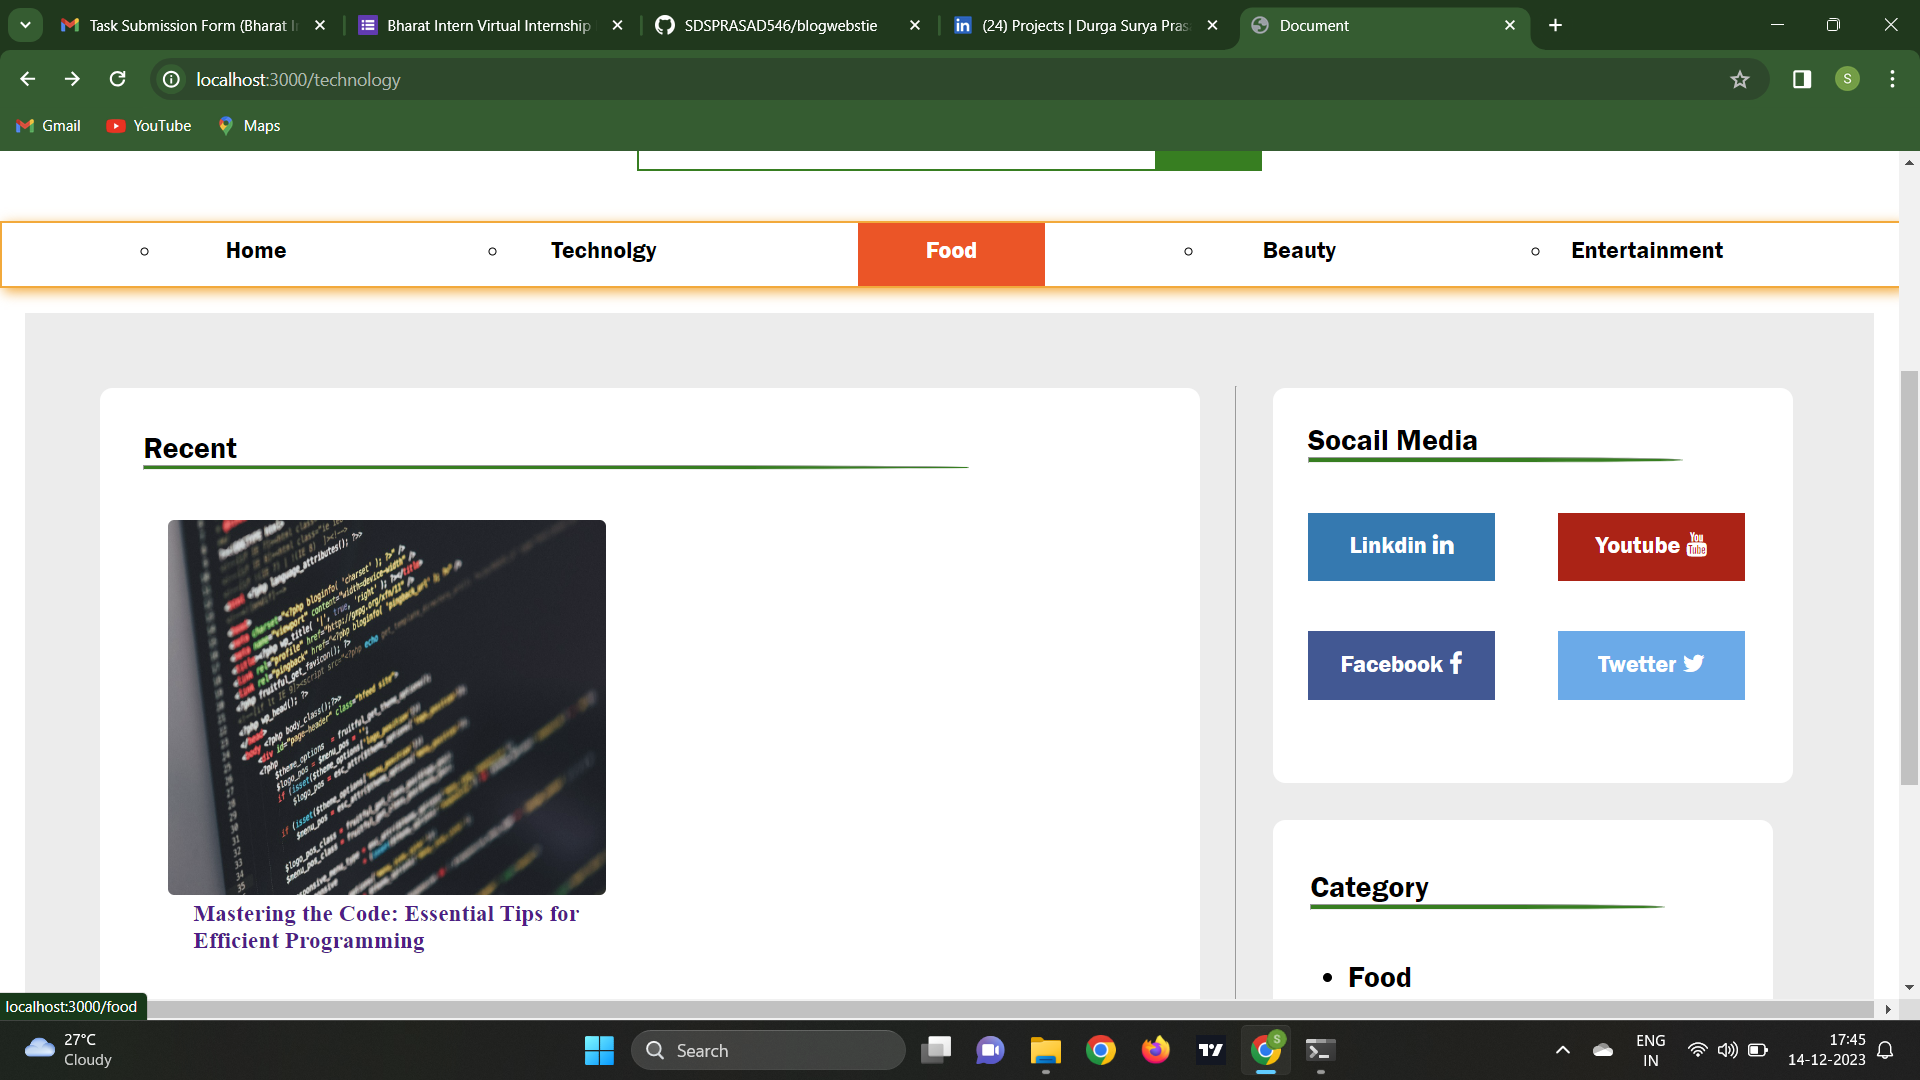 Task Submission Form (Bharat In
Bharat Intern Virtual Internship
SDSPRASAD546/blogwebstie
(24) Projects | Durga Surya Pras
Document
localhost:3000/technology
S
Gmail
YouTube
Maps
Home
Technolgy
Food
Beauty
Entertainment
Recent
Socail Media
Linkdin in
Youtube You Tube
Facebook f
Twetter
Mastering the Code: Essential Tips for
Efficient Programming
Category
Food
localhost:3000/food
27°C
Cloudy
Search
ENG
IN
17:45
14-12-2023